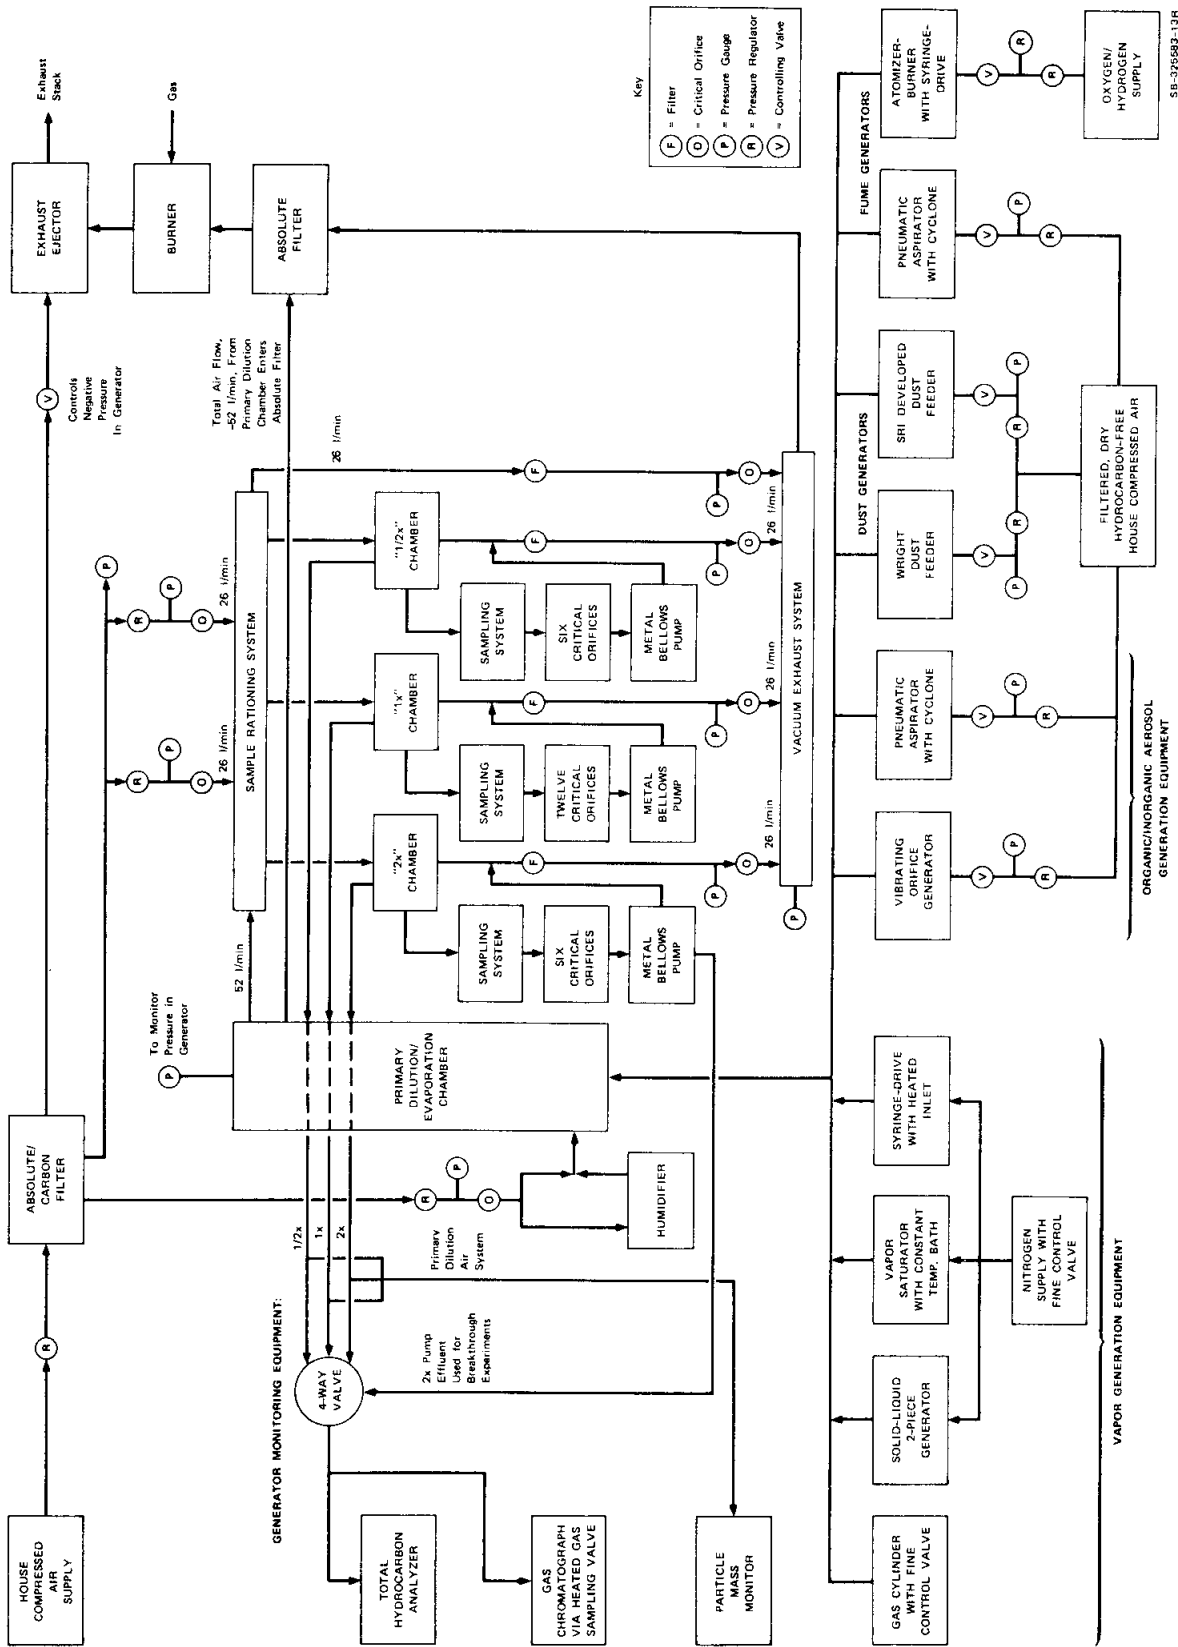 HOUSE
COMPRESSED
AIR
SUPPLY
R
ABSOLUTE/
CARBON
FILTER
V
Controls
Negative
Pressure
In Generator
EXHAUST
EJECTOR
Exhaust
Stack
BURNER
Gas
ABSOLUTE
FILTER
Total Air Flow,
-52 l/min, From
Primary Dilution
Chamber Enters
Absolute Filter
P
R
P
O
26 l/min
R
P
O
26 l/min
To Monitor
Pressure in
Generator
P
52 l/min
SAMPLE RATIONING SYSTEM
26 l/min
GENERATOR MONITORING EQUIPMENT:
4-WAY
VALVE
1/2x
1x
2x
2x Pump
Effluent
Used for
Breakthrough
Experiments
Primary
Dilution
Air
System
R
P
O
HUMIDIFIER
PRIMARY
DILUTION/
EVAPORATION
CHAMBER
TOTAL
HYDROCARBON
ANALYZER
GAS
CHROMATOGRAPH
VIA HEATED GAS
SAMPLING VALVE
PARTICLE
MASS
MONITOR
"2x"
CHAMBER
SAMPLING
SYSTEM
SIX
CRITICAL
ORIFICES
METAL
BELLOWS
PUMP
F
P
O
26 l/min
"1x"
CHAMBER
SAMPLING
SYSTEM
TWELVE
CRITICAL
ORIFICES
METAL
BELLOWS
PUMP
F
P
O
26 l/min
"1/2x"
CHAMBER
SAMPLING
SYSTEM
SIX
CRITICAL
ORIFICES
METAL
BELLOWS
PUMP
F
P
O
26 l/min
F
P
O
26 l/min
P
VACUUM EXHAUST SYSTEM
Key
F = Filter
O = Critical Orifice
P = Pressure Gauge
R = Pressure Regulator
V = Controlling Valve
GAS CYLINDER
WITH FINE
CONTROL VALVE
SOLID-LIQUID
2-PIECE
GENERATOR
VAPOR
SATURATOR
WITH CONSTANT
TEMP. BATH
SYRINGE-DRIVE
WITH HEATED
INLET
NITROGEN
SUPPLY WITH
FINE CONTROL
VALVE
VAPOR GENERATION EQUIPMENT
VIBRATING
ORIFICE
GENERATOR
V
P
R
PNEUMATIC
ASPIRATOR
WITH CYCLONE
V
P
R
ORGANIC/INORGANIC AEROSOL
GENERATION EQUIPMENT
DUST GENERATORS
WRIGHT
DUST
FEEDER
V
P
R
SRI DEVELOPED
DUST
FEEDER
V
P
R
FILTERED, DRY
HYDROCARBON-FREE
HOUSE COMPRESSED AIR
FUME GENERATORS
PNEUMATIC
ASPIRATOR
WITH CYCLONE
V
P
R
ATOMIZER-
BURNER
WITH SYRINGE-
DRIVE
V
R
R
OXYGEN/
HYDROGEN
SUPPLY
SB-325583-13R